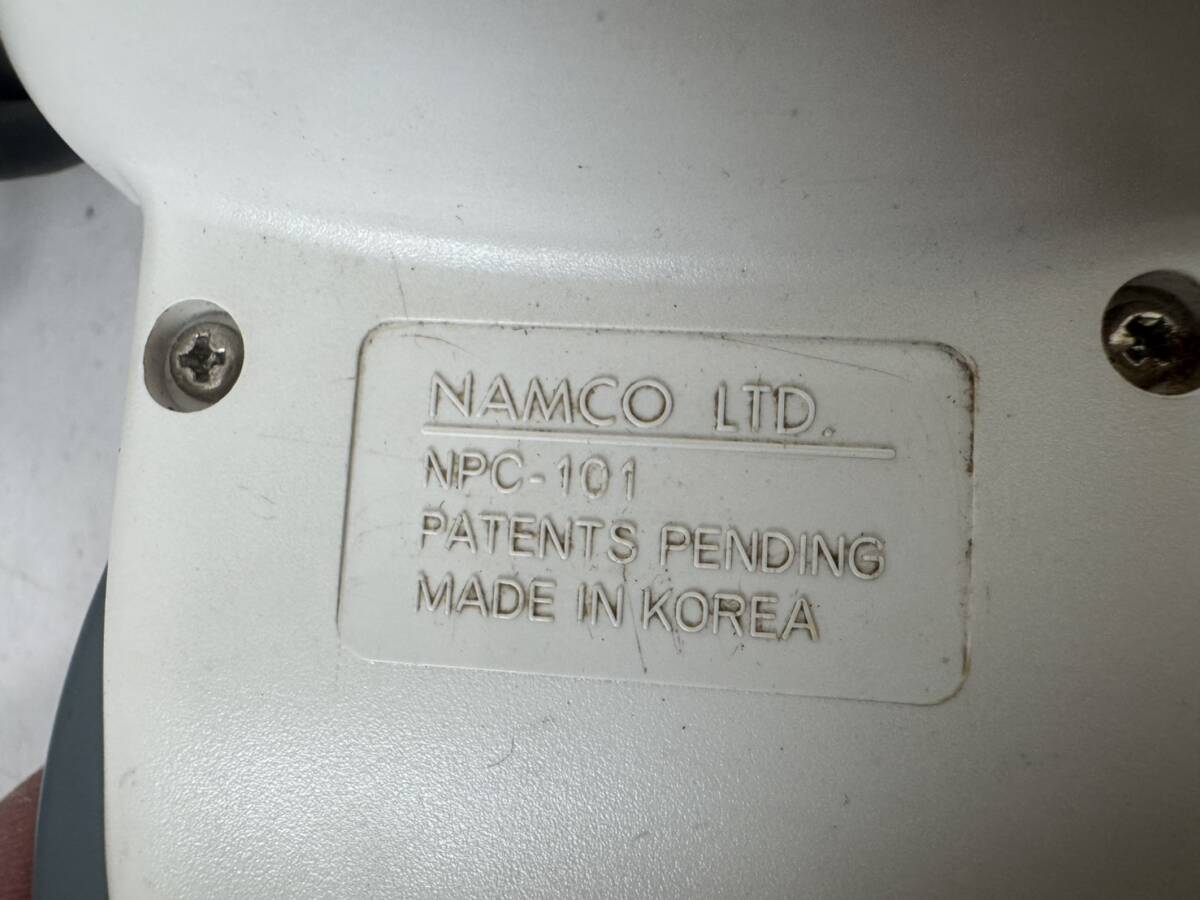 NAMCO LTD.
NPC-101
PATENTS PENDING
MADE IN KOREA